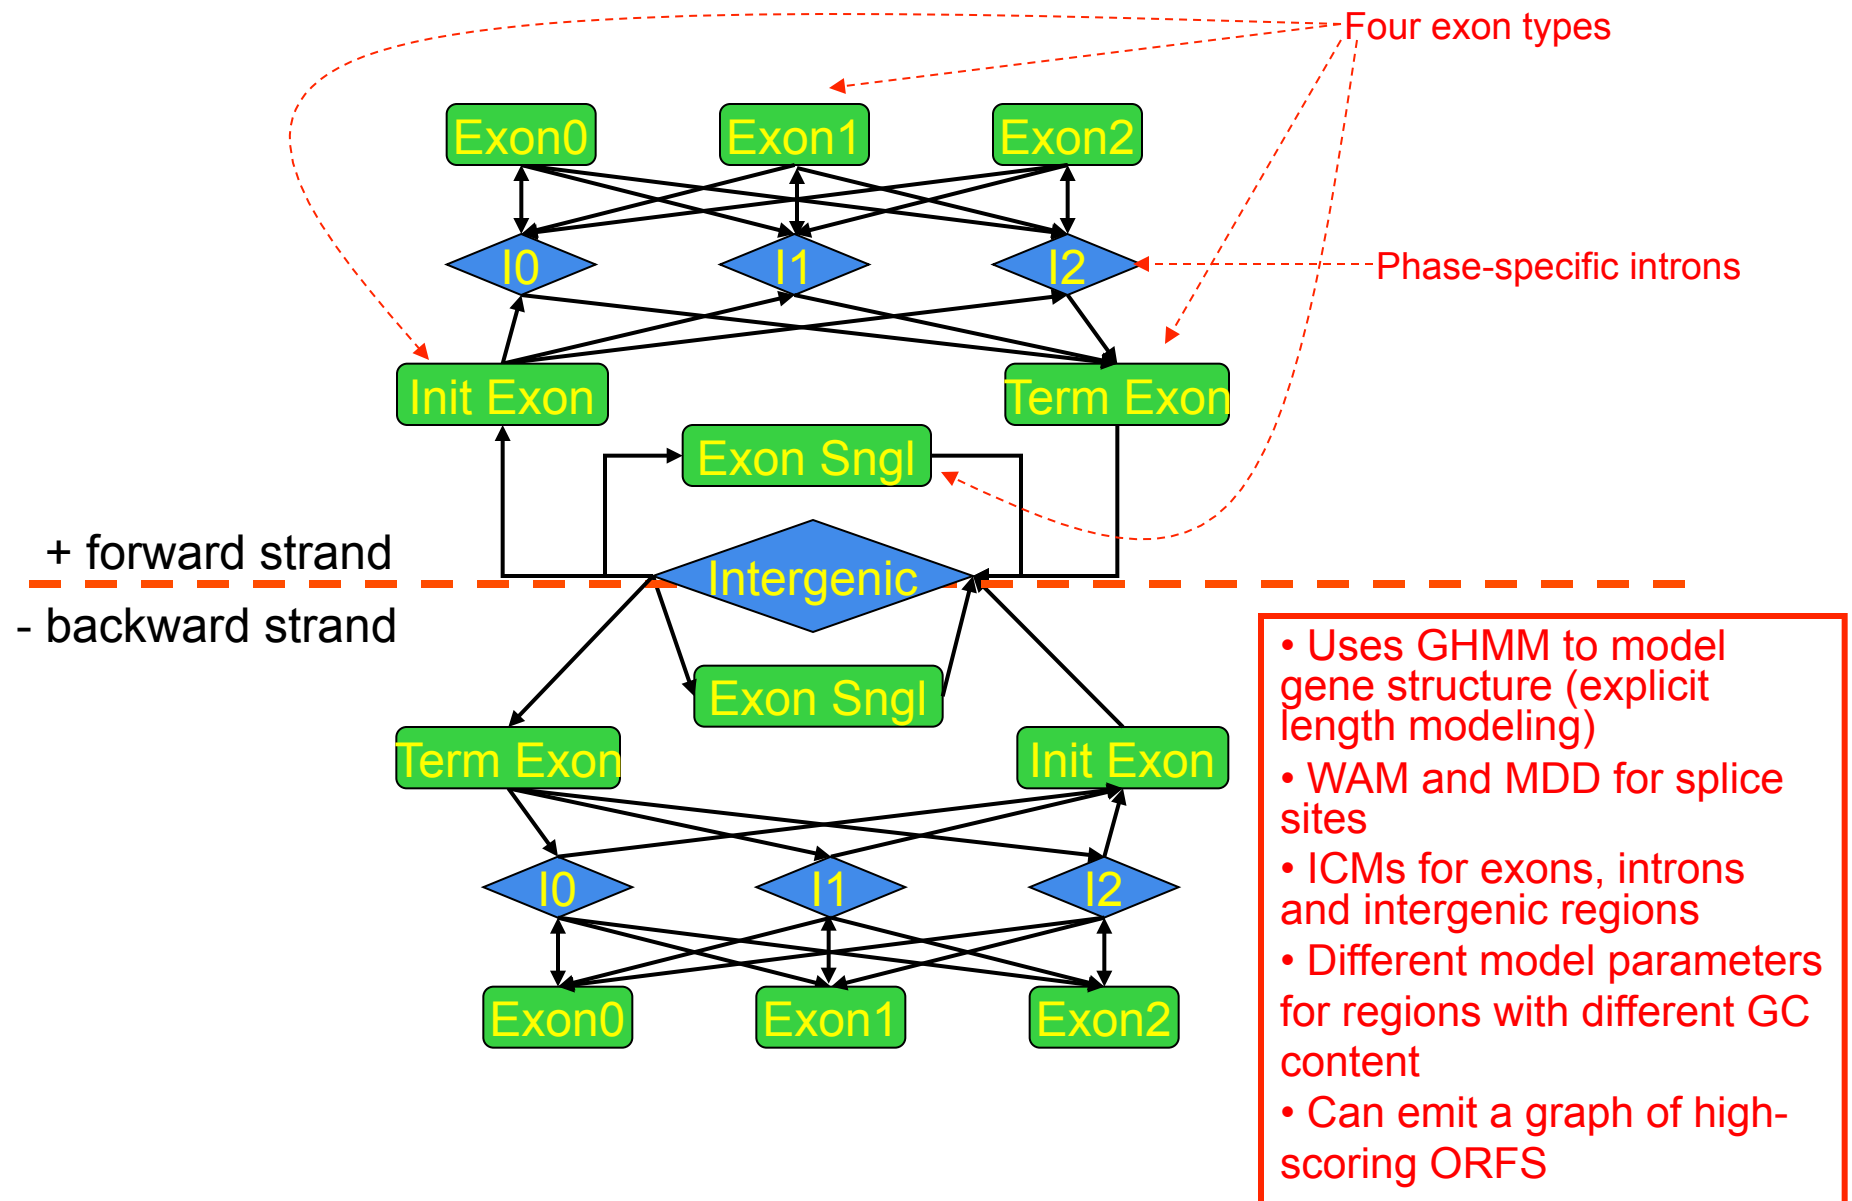 Four exon types
Exon0
Exon1
Exon2
I0
I1
I2
Phase-specific introns
Init Exon
Term Exon
Exon Sngl
+ forward strand
Intergenic
- backward strand
Exon Sngl
Term Exon
Init Exon
I0
I1
I2
Exon0
Exon1
Exon2
• Uses GHMM to model
gene structure (explicit
length modeling)
• WAM and MDD for splice
sites
• ICMs for exons, introns
and intergenic regions
• Different model parameters
for regions with different GC
content
• Can emit a graph of high-
scoring ORFS